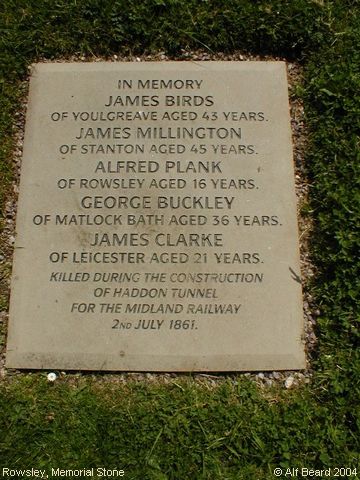 IN MEMORY
JAMES BIRDS
OF YOULGREAVE AGED 43 YEARS.
JAMES MILLINGTON
OF STANTON AGED 45 YEARS.
ALFRED PLANK
OF ROWSLEY AGED 16 YEARS.
GEORGE BUCKLEY
OF MATLOCK BATH AGED 36 YEARS.
JAMES CLARKE
OF LEICESTER AGED 21 YEARS.
KILLED DURING THE CONSTRUCTION
OF HADDON TUNNEL
FOR THE MIDLAND RAILWAY
2ND JULY 1861.
Rowsley, Memorial Stone
© Alf Beard 2004